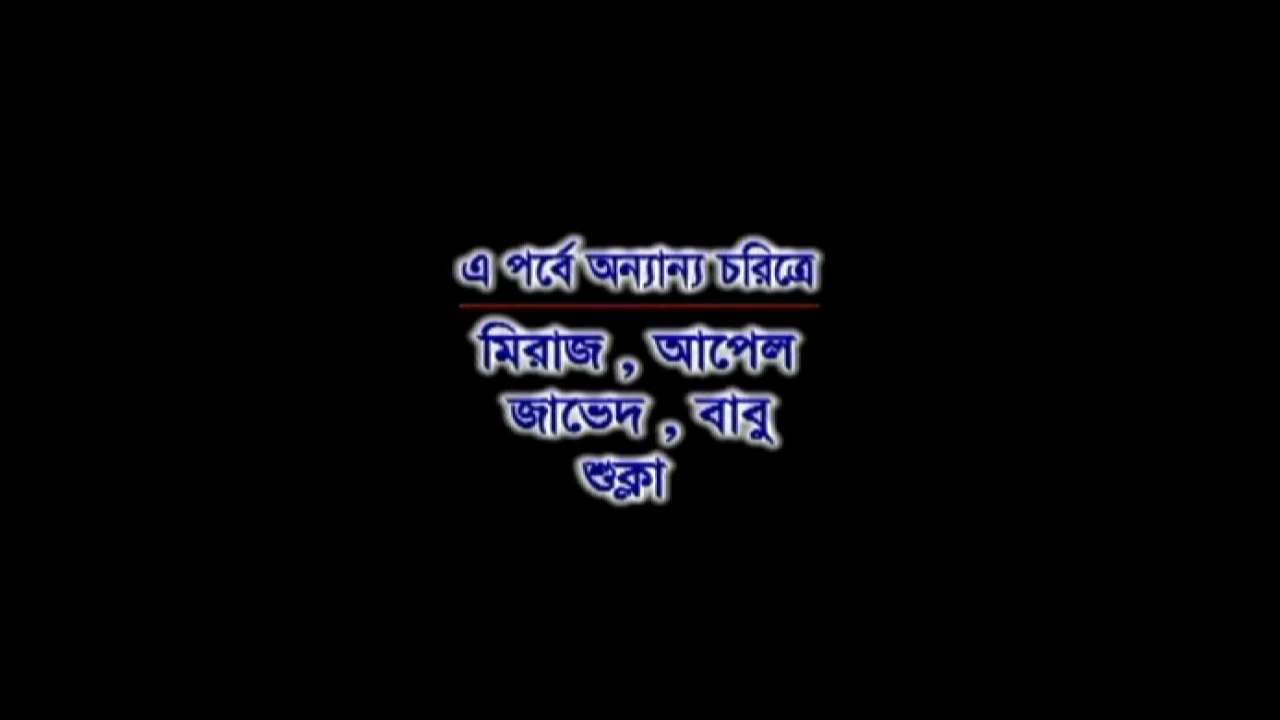 এ পর্বে অন্যান্য চরিত্রে
মিরাজ , আপেল
জাভেদ , বাবু
শুক্লা